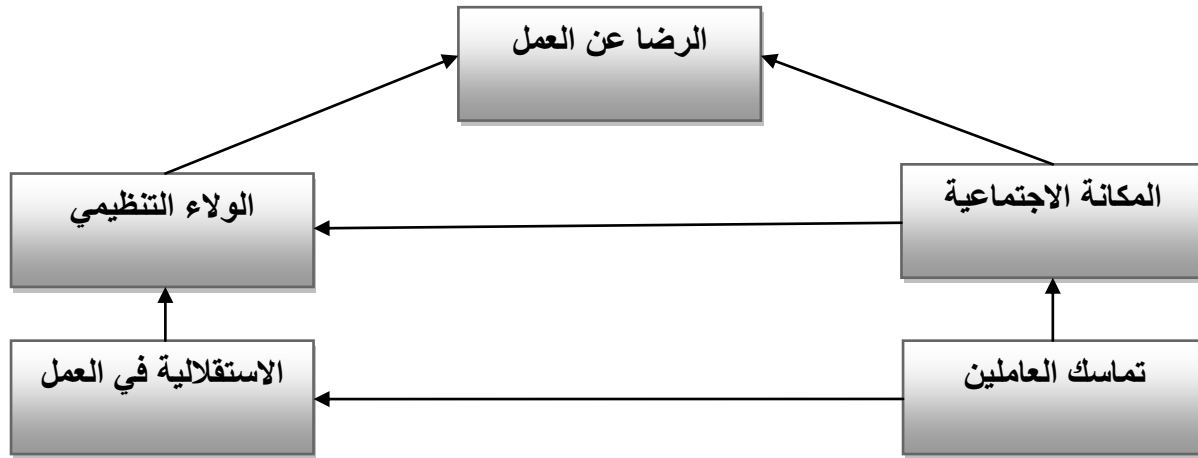 الرضا عن العمل
المكانة الاجتماعية
الولاء التنظيمي
تماسك العاملين
الاستقلالية في العمل